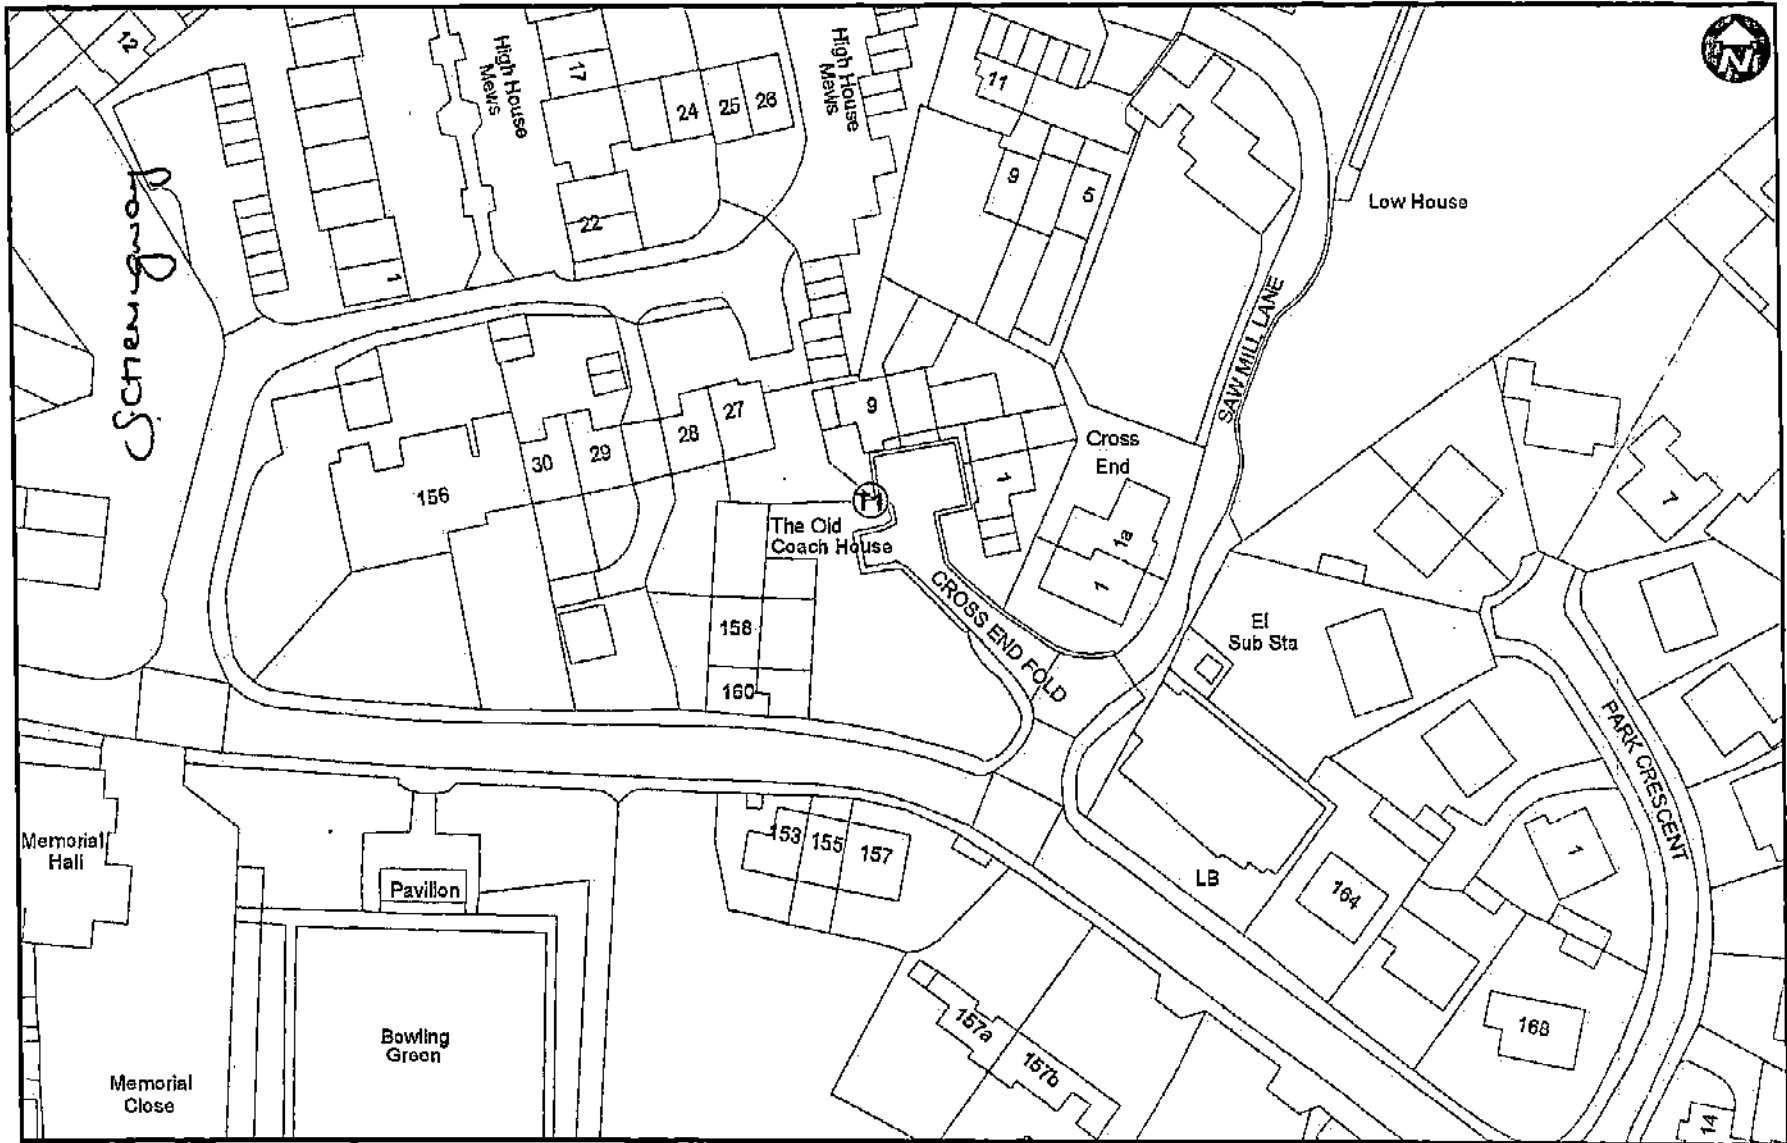 12
High House
Mews
17
24
25
26
High House
Mews
11
N
9
5
Low House
22
1
SAW MILL LANE
27
28
29
30
156
9
1
Cross
End
7
T1
The Old
Coach House
1a
1
CROSS END FOLD
El
Sub Sta
158
160
PARK CRESCENT
Memorial
Hall
Pavilion
153
155
157
LB
164
1
168
157a
157b
Bowling
Green
Memorial
Close
14